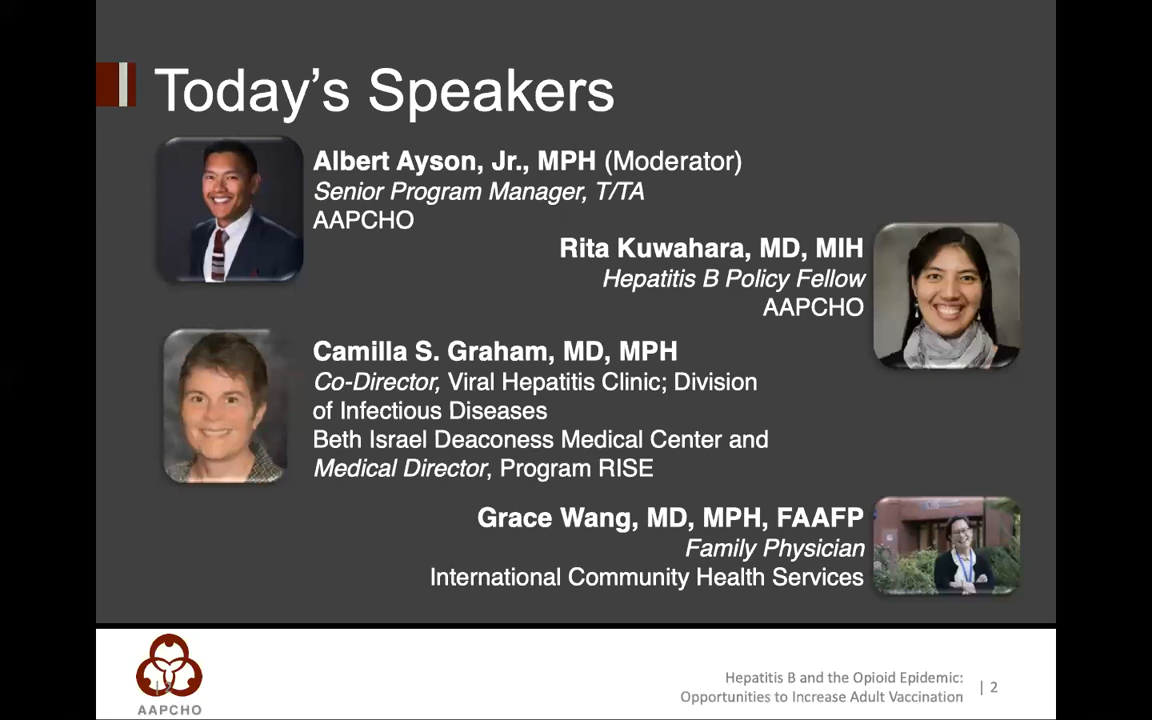 Today's Speakers
Albert Ayson, Jr., MPH (Moderator)
Senior Program Manager, T/TA
AAPCHO
Rita Kuwahara, MD, MIH
Hepatitis B Policy Fellow
AAPCHO
Camilla S. Graham, MD, MPH
Co-Director, Viral Hepatitis Clinic; Division
of Infectious Diseases
Beth Israel Deaconess Medical Center and
Medical Director, Program RISE
Grace Wang, MD, MPH, FAAFP
Family Physician
International Community Health Services
AAPCHO
Hepatitis B and the Opioid Epidemic:
Opportunities to Increase Adult Vaccination
| 2